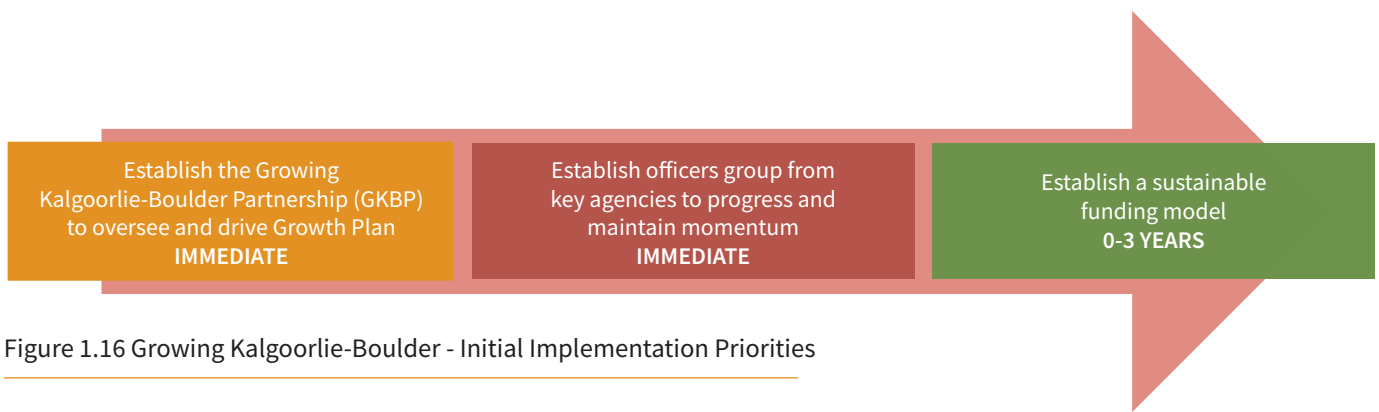 Establish the Growing
Kalgoorlie-Boulder Partnership (GKBP)
to oversee and drive Growth Plan
IMMEDIATE
Establish officers group from
key agencies to progress and
maintain momentum
IMMEDIATE
Establish a sustainable
funding model
0-3 YEARS
Figure 1.16 Growing Kalgoorlie-Boulder - Initial Implementation Priorities